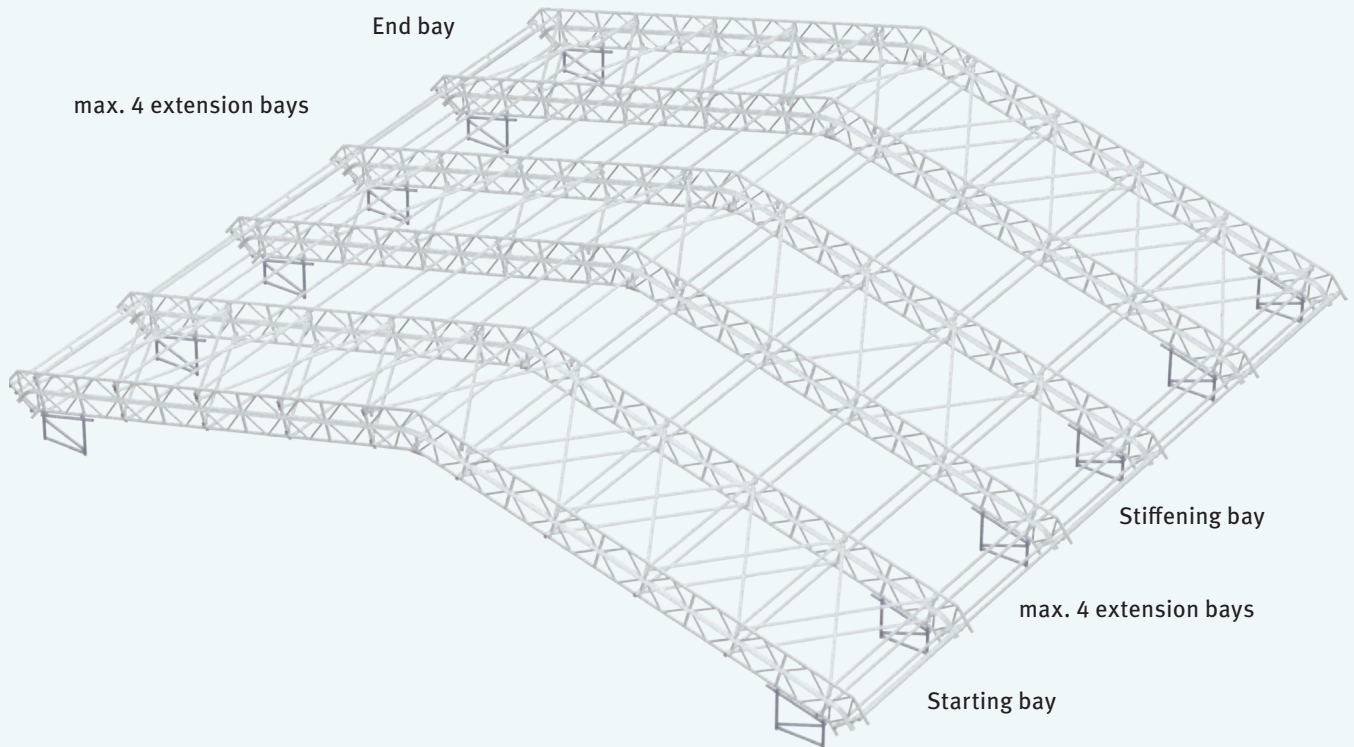 End bay
max. 4 extension bays
Stiffening bay
max. 4 extension bays
Starting bay